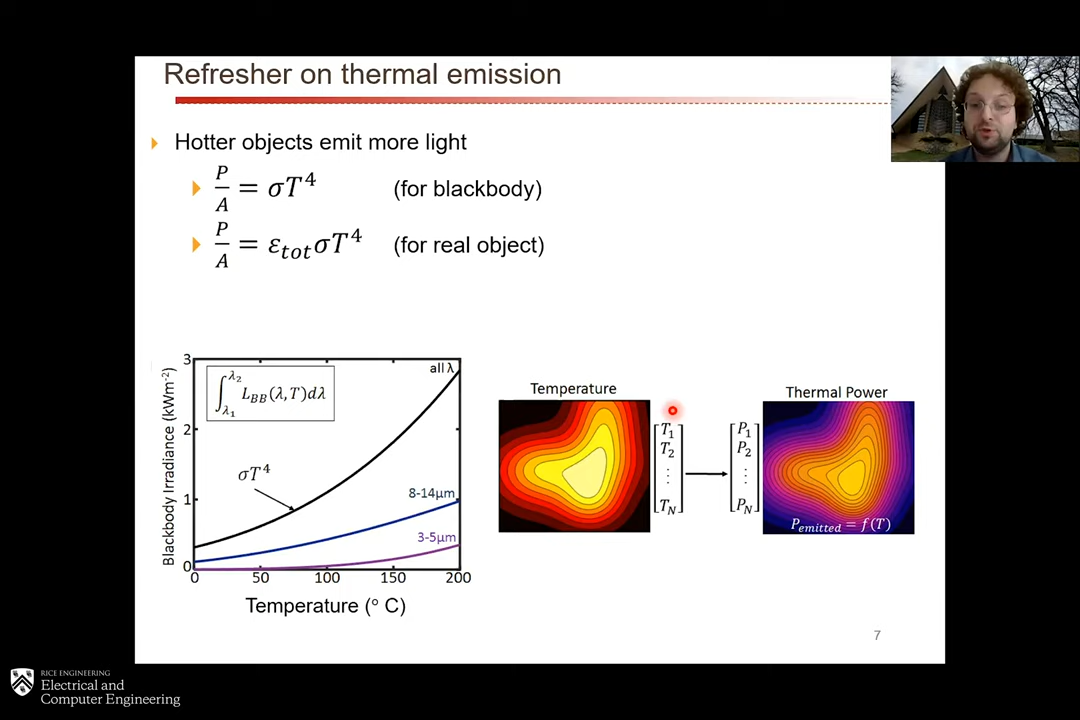 Refresher on thermal emission
Hotter objects emit more light
P/A = σT⁴ (for blackbody)
P/A = ε_tot σT⁴ (for real object)
Blackbody Irradiance (kWm⁻²)
3
2
1
0
∫_λ₁^λ₂ L_BB(λ,T)dλ
all λ
σT⁴
8-14μm
3-5μm
0 50 100 150 200
Temperature (° C)
Temperature
T₁
T₂
⋮
T_N
P₁
P₂
⋮
P_N
Thermal Power
P_emitted = f(T)
7
RICE ENGINEERING
Electrical and
Computer Engineering